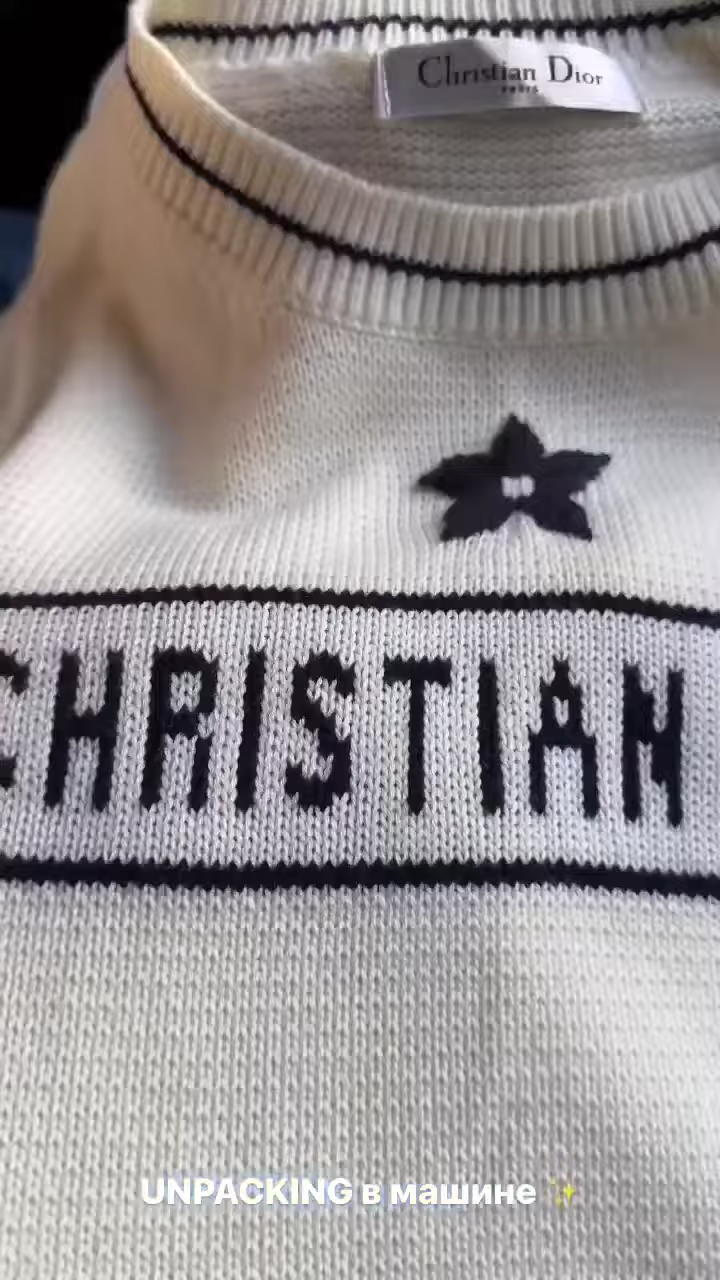 Christian Dior
PARIS
CHRISTIAN
UNPACKING в машине ✨